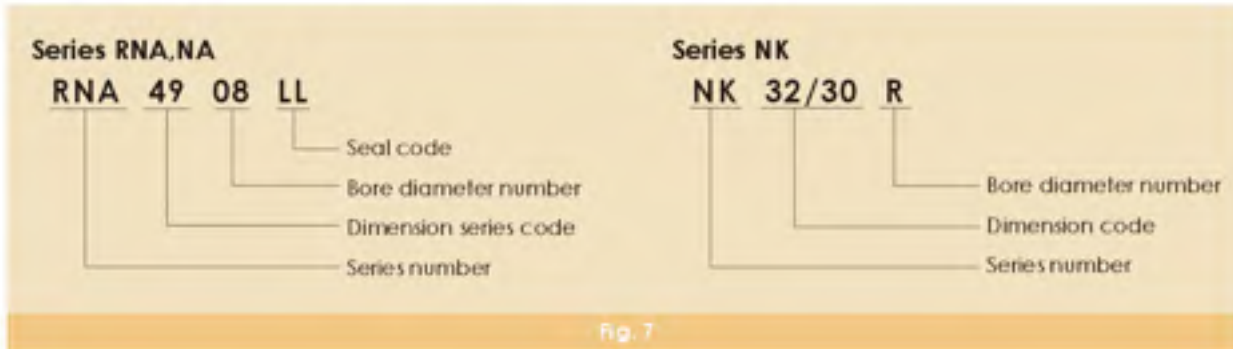 Series RNA,NA
RNA 49 08 LL
Seal code
Bore diameter number
Dimension series code
Series number
Series NK
NK 32/30 R
Bore diameter number
Dimension code
Series number
Fig. 7